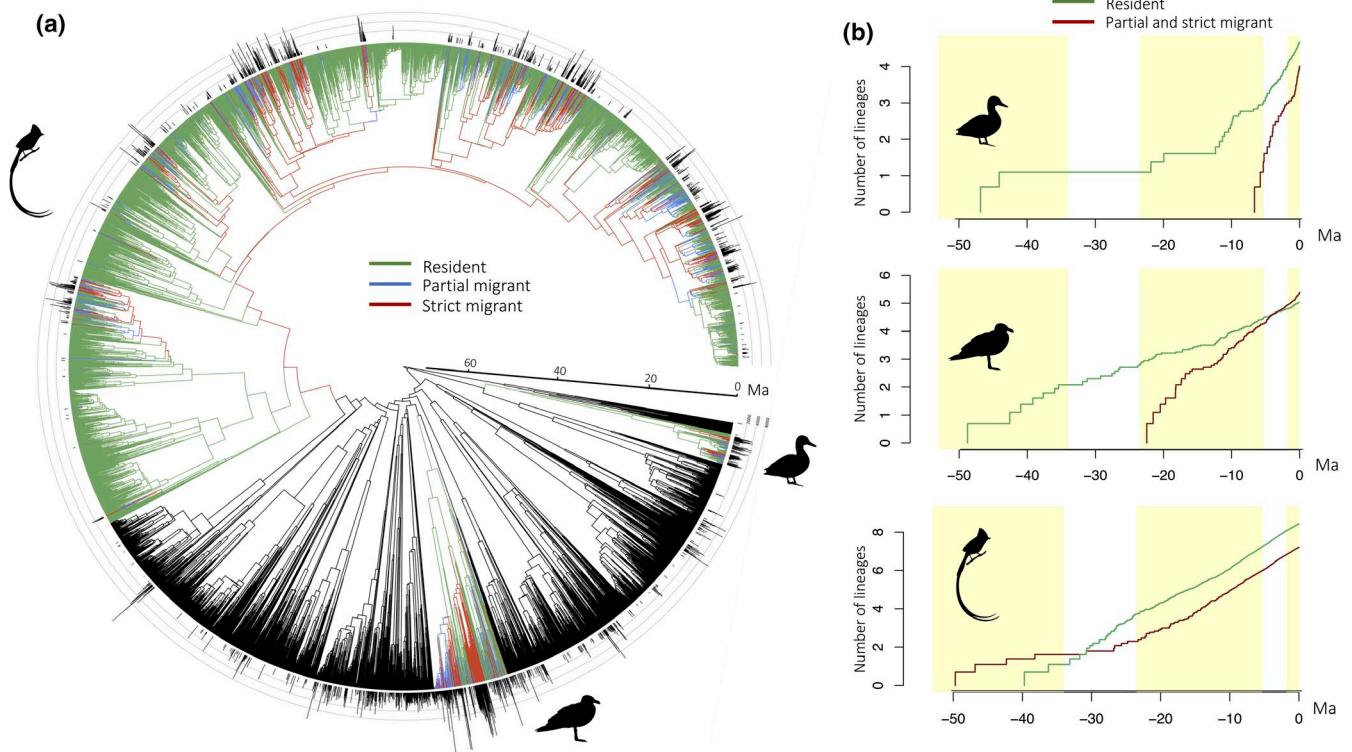 (a)
Resident
Partial migrant
Strict migrant
60
40
20
0
Ma
Resident
Partial and strict migrant
(b)
Number of lineages
4
3
2
1
0
−50
−40
−30
−20
−10
0
Ma
Number of lineages
6
5
4
3
2
1
0
−50
−40
−30
−20
−10
0
Ma
Number of lineages
8
6
4
2
0
−50
−40
−30
−20
−10
0
Ma